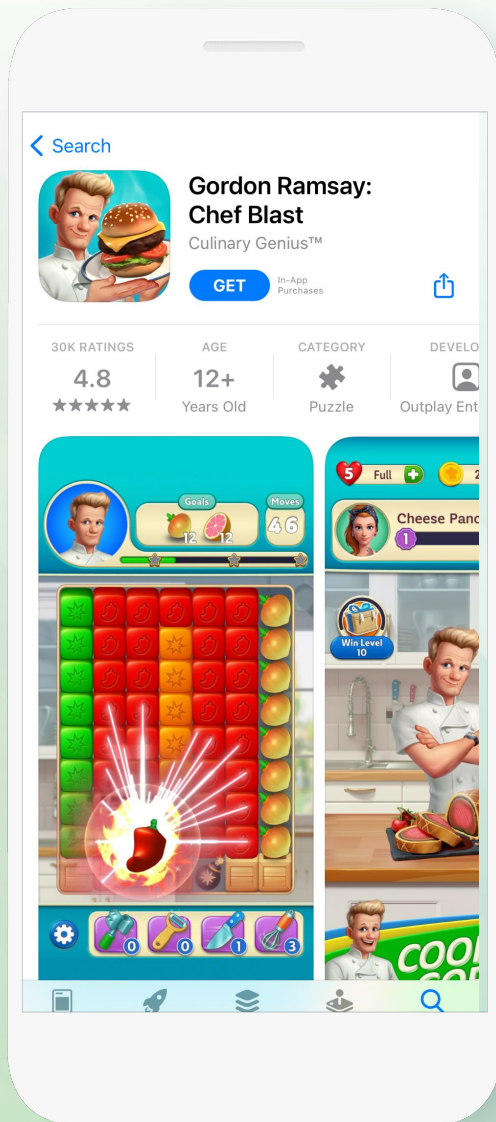 Search
Gordon Ramsay:
Chef Blast
Culinary Genius™
GET
In-App
Purchases
30K RATINGS
4.8
AGE
12+
Years Old
CATEGORY
Puzzle
DEVELO
Outplay Ent
Goals
12 12
Moves
46
0 0 1 3
5 Full
2
Cheese Panc
1
Win Level
10
COO